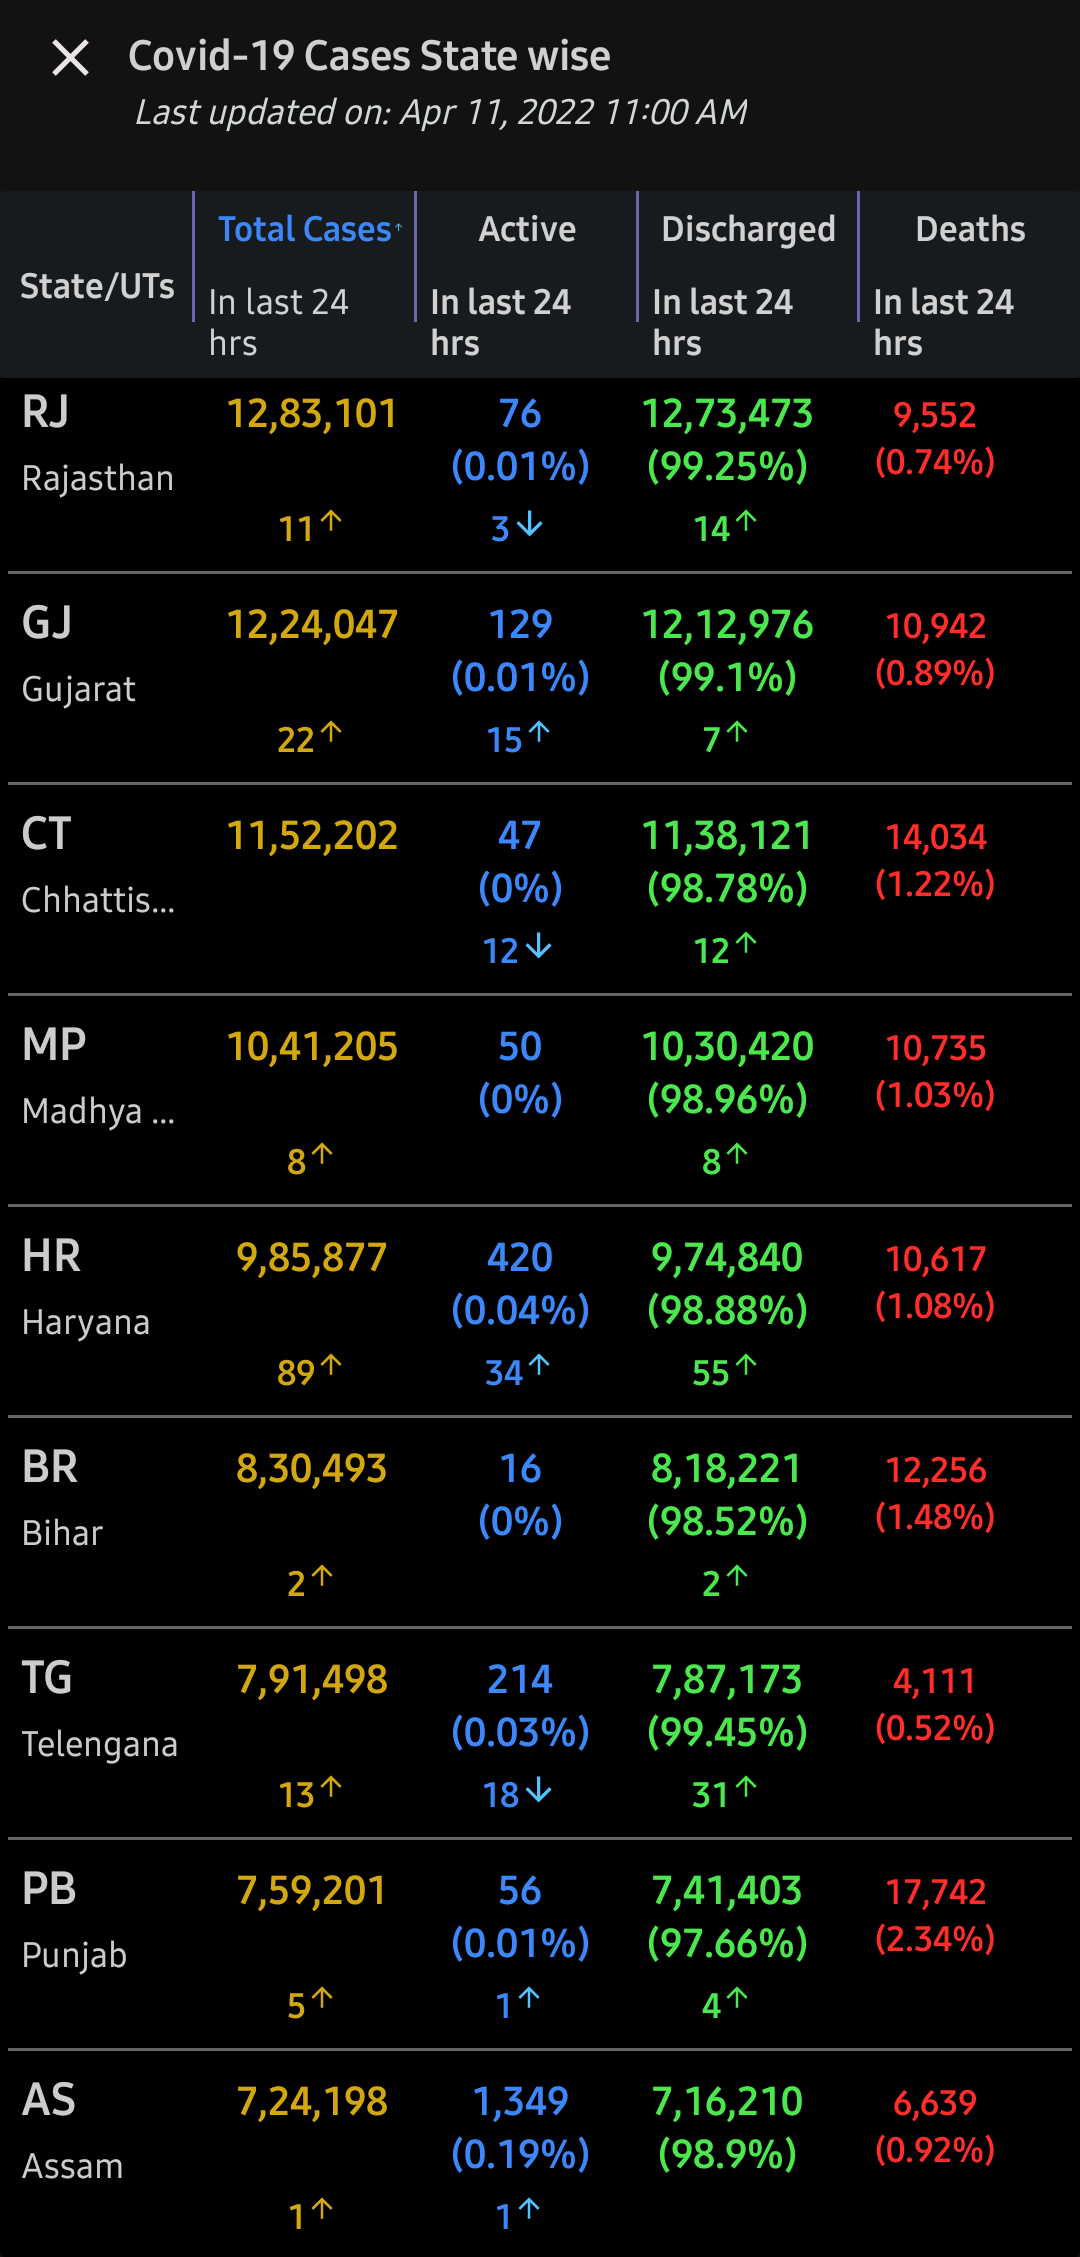 Covid-19 Cases State wise
Last updated on: Apr 11, 2022 11:00 AM
State/UTs
Total Cases↑ Active Discharged Deaths
In last 24 hrs In last 24 hrs In last 24 hrs In last 24 hrs
RJ 12,83,101 76 12,73,473 9,552
(0.01%) (99.25%) (0.74%)
Rajasthan
11↑ 3↓ 14↑
GJ 12,24,047 129 12,12,976 10,942
(0.01%) (99.1%) (0.89%)
Gujarat
22↑ 15↑ 7↑
CT 11,52,202 47 11,38,121 14,034
(0%) (98.78%) (1.22%)
Chhattis...
12↓ 12↑
MP 10,41,205 50 10,30,420 10,735
(0%) (98.96%) (1.03%)
Madhya ...
8↑ 8↑
HR 9,85,877 420 9,74,840 10,617
(0.04%) (98.88%) (1.08%)
Haryana
89↑ 34↑ 55↑
BR 8,30,493 16 8,18,221 12,256
(0%) (98.52%) (1.48%)
Bihar
2↑ 2↑
TG 7,91,498 214 7,87,173 4,111
(0.03%) (99.45%) (0.52%)
Telengana
13↑ 18↓ 31↑
PB 7,59,201 56 7,41,403 17,742
(0.01%) (97.66%) (2.34%)
Punjab
5↑ 1↑ 4↑
AS 7,24,198 1,349 7,16,210 6,639
(0.19%) (98.9%) (0.92%)
Assam
1↑ 1↑